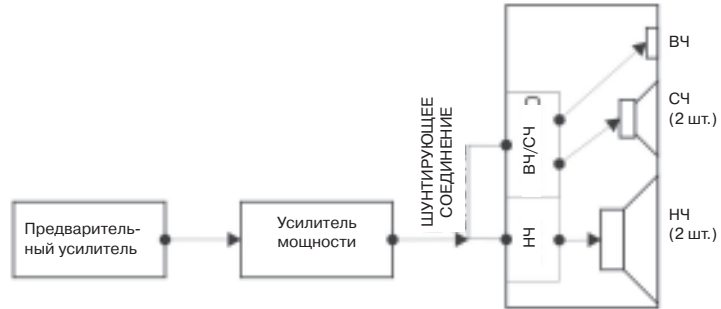 ВЧ
СЧ
(2 шт.)
НЧ
(2 шт.)
ШУНТИРУЮЩЕЕ
СОЕДИНЕНИЕ
ВЧ/СЧ
НЧ
Предваритель-
ный усилитель
Усилитель
мощности